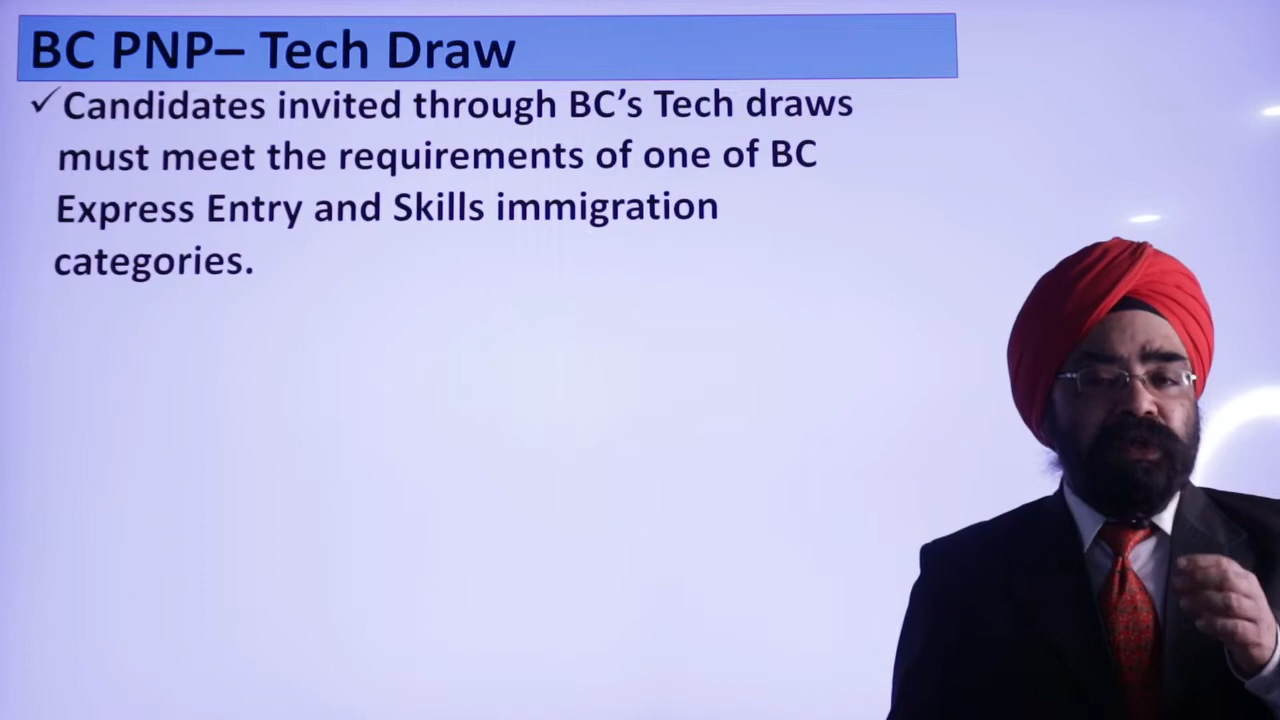 BC PNP– Tech Draw
✓Candidates invited through BC’s Tech draws
must meet the requirements of one of BC
Express Entry and Skills immigration
categories.